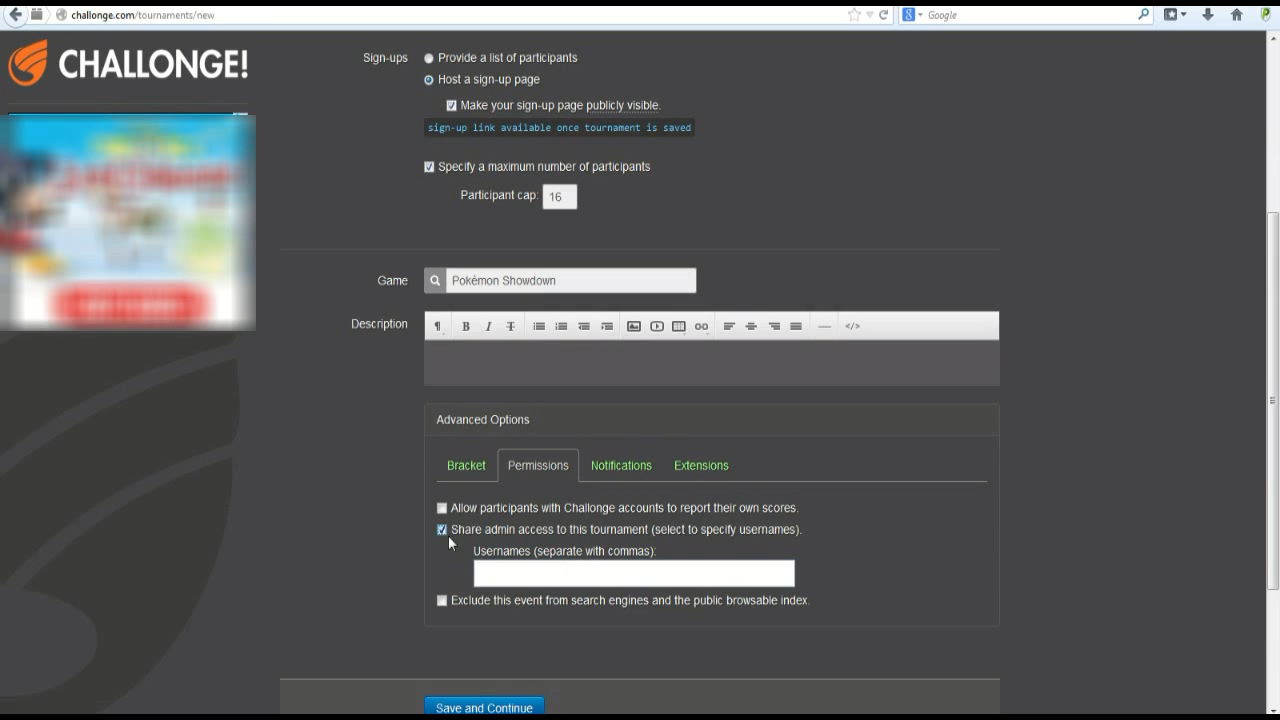 challonge.com/tournaments/new
Google
CHALLONGE!
Sign-ups
Provide a list of participants
Host a sign-up page
Make your sign-up page publicly visible.
sign-up link available once tournament is saved
Specify a maximum number of participants
Participant cap: 16
Game
Pokémon Showdown
Description
Advanced Options
Bracket Permissions Notifications Extensions
Allow participants with Challonge accounts to report their own scores.
Share admin access to this tournament (select to specify usernames).
Usernames (separate with commas):
Exclude this event from search engines and the public browsable index.
Save and Continue